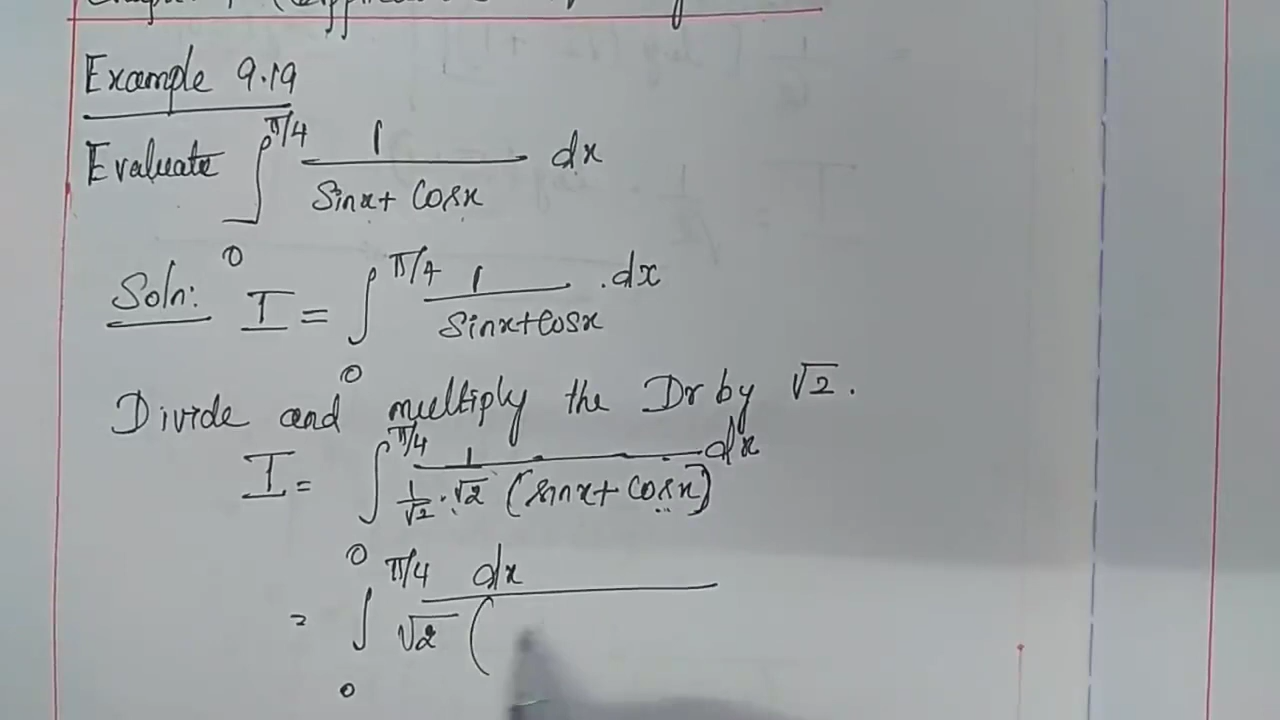 Example 9.19
Evaluate ∫₀^π/4 1/(Sinx + Cosx) dx
Soln: I = ∫₀^π/4 1/(Sinx+Cosx) .dx
Divide and multiply the Dr by √2.
I = ∫₀^π/4 1/(1/√2 · √2 (sinx + cosx)) dx
= ∫₀^π/4 dx/(√2 (